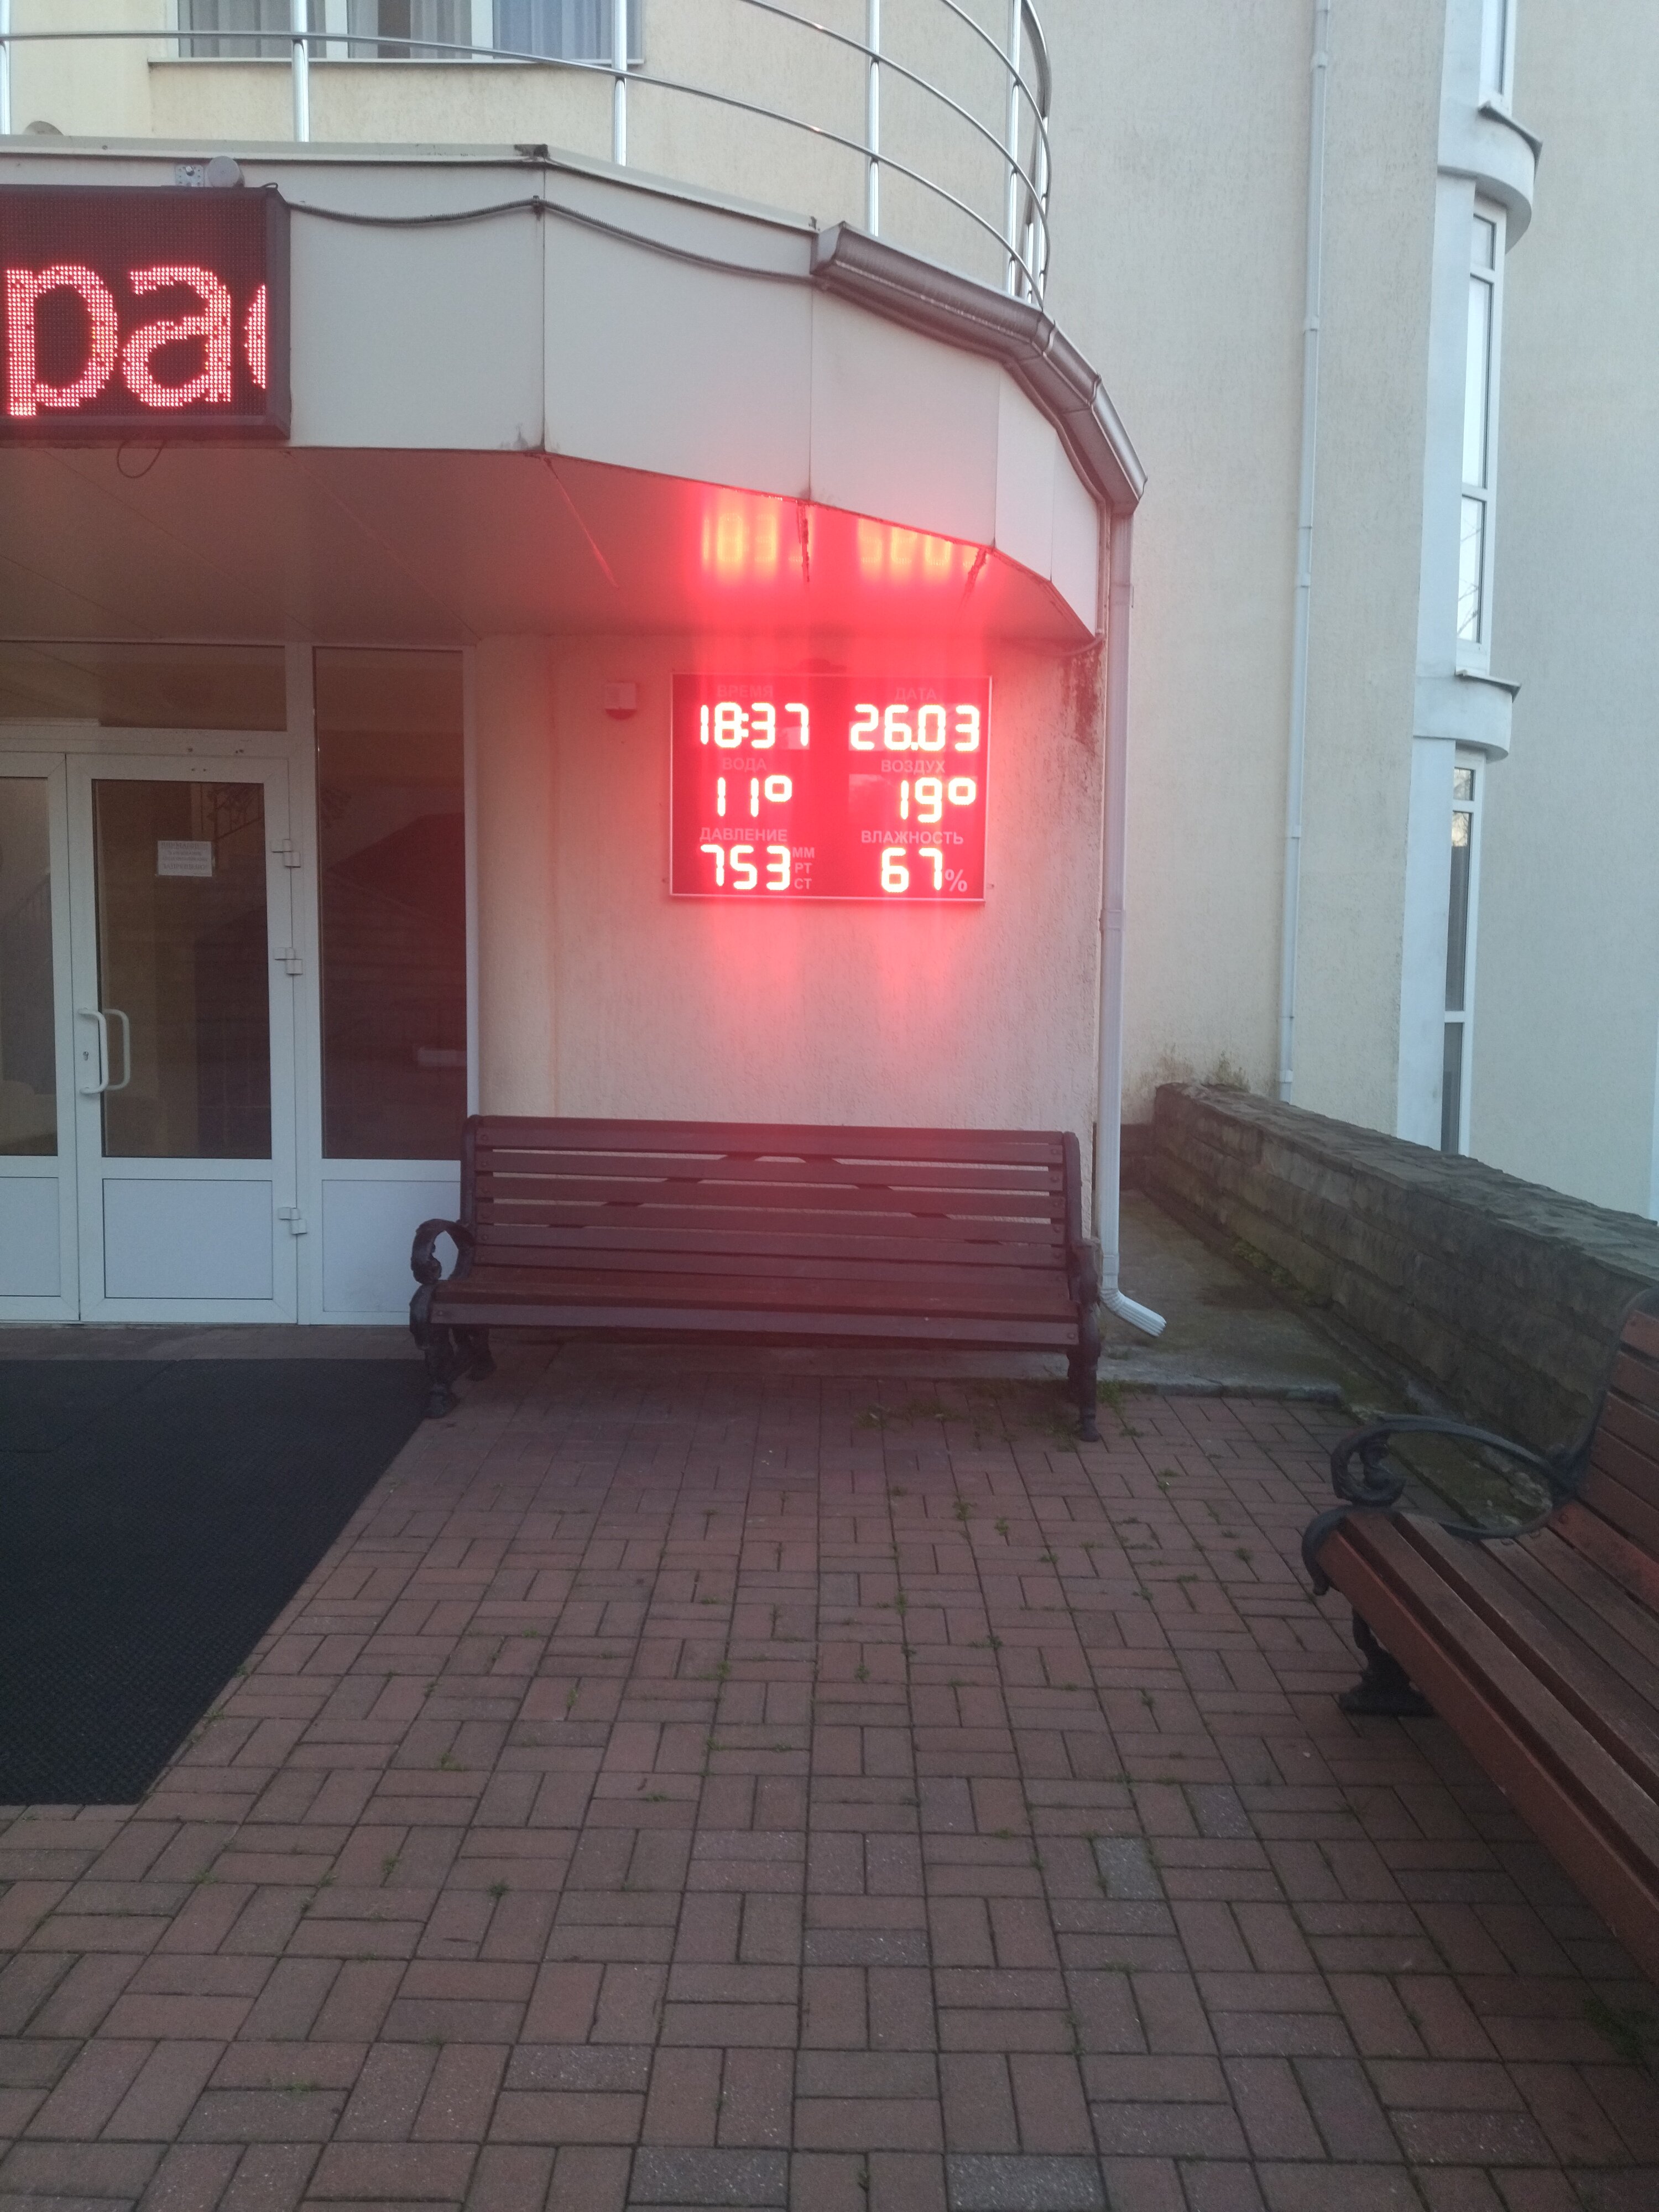 ра
ВРЕМЯ ДАТА
18:37 26.03
ВОДА ВОЗДУХ
11° 19°
ДАВЛЕНИЕ ВЛАЖНОСТЬ
753 ММ РТ СТ 67%